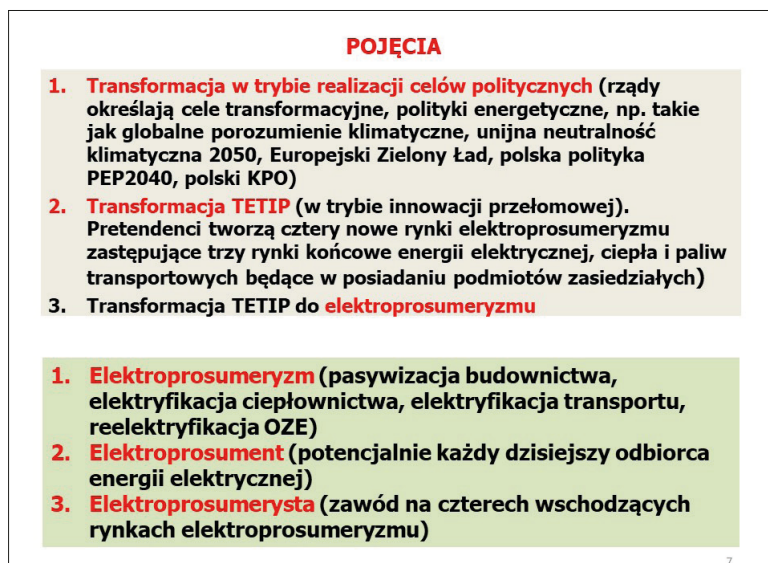 POJĘCIA
1. Transformacja w trybie realizacji celów politycznych (rządy
określają cele transformacyjne, polityki energetyczne, np. takie
jak globalne porozumienie klimatyczne, unijna neutralność
klimatyczna 2050, Europejski Zielony Ład, polska polityka
PEP2040, polski KPO)
2. Transformacja TETIP (w trybie innowacji przełomowej).
Pretendenci tworzą cztery nowe rynki elektroprosumeryzmu
zastępujące trzy rynki końcowe energii elektrycznej, ciepła i paliw
transportowych będące w posiadaniu podmiotów zasiedziałych)
3. Transformacja TETIP do elektroprosumeryzmu
1. Elektroprosumeryzm (pasywizacja budownictwa,
elektryfikacja ciepłownictwa, elektryfikacja transportu,
reelektryfikacja OZE)
2. Elektroprosument (potencjalnie każdy dzisiejszy odbiorca
energii elektrycznej)
3. Elektroprosumerysta (zawód na czterech wschodzących
rynkach elektroprosumeryzmu)
7